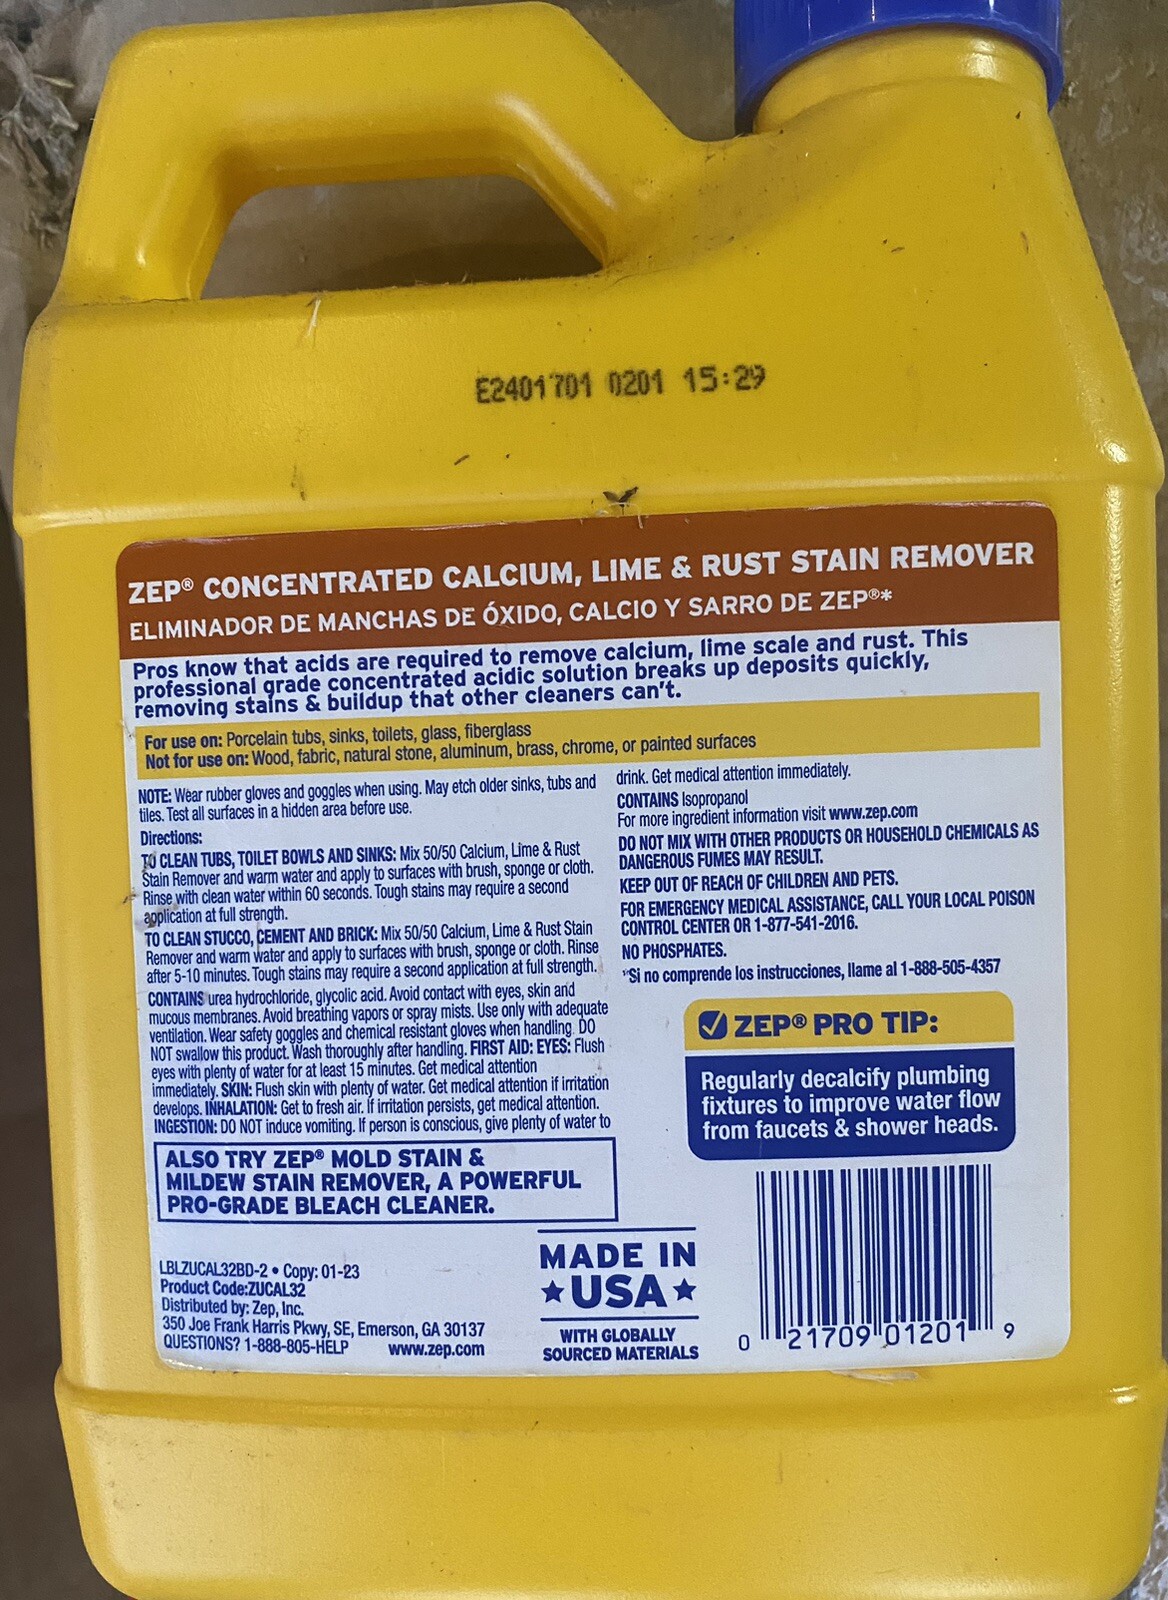 E2401701 0201 15:29
ZEP® CONCENTRATED CALCIUM, LIME & RUST STAIN REMOVER
ELIMINADOR DE MANCHAS DE ÓXIDO, CALCIO Y SARRO DE ZEP®*
Pros know that acids are required to remove calcium, lime scale and rust. This
professional grade concentrated acidic solution breaks up deposits quickly,
removing stains & buildup that other cleaners can't.
For use on: Porcelain tubs, sinks, toilets, glass, fiberglass
Not for use on: Wood, fabric, natural stone, aluminum, brass, chrome, or painted surfaces
NOTE: Wear rubber gloves and goggles when using. May etch older sinks, tubs and
tiles. Test all surfaces in a hidden area before use.
Directions:
TO CLEAN TUBS, TOILET BOWLS AND SINKS: Mix 50/50 Calcium, Lime & Rust
Stain Remover and warm water and apply to surfaces with brush, sponge or cloth.
Rinse with clean water within 60 seconds. Tough stains may require a second
application at full strength.
TO CLEAN STUCCO, CEMENT AND BRICK: Mix 50/50 Calcium, Lime & Rust Stain
Remover and warm water and apply to surfaces with brush, sponge or cloth. Rinse
after 5-10 minutes. Tough stains may require a second application at full strength.
CONTAINS urea hydrochloride, glycolic acid. Avoid contact with eyes, skin and
mucous membranes. Avoid breathing vapors or spray mists. Use only with adequate
ventilation. Wear safety goggles and chemical resistant gloves when handling. DO
NOT swallow this product. Wash thoroughly after handling. FIRST AID: EYES: Flush
eyes with plenty of water for at least 15 minutes. Get medical attention
immediately. SKIN: Flush skin with plenty of water. Get medical attention if irritation
develops. INHALATION: Get to fresh air. If irritation persists, get medical attention.
INGESTION: DO NOT induce vomiting. If person is conscious, give plenty of water to
drink. Get medical attention immediately.
CONTAINS Isopropanol
For more ingredient information visit www.zep.com
DO NOT MIX WITH OTHER PRODUCTS OR HOUSEHOLD CHEMICALS AS
DANGEROUS FUMES MAY RESULT.
KEEP OUT OF REACH OF CHILDREN AND PETS.
FOR EMERGENCY MEDICAL ASSISTANCE, CALL YOUR LOCAL POISON
CONTROL CENTER OR 1-877-541-2016.
NO PHOSPHATES.
*Si no comprende los instrucciones, llame al 1-888-505-4357
ZEP® PRO TIP:
Regularly decalcify plumbing
fixtures to improve water flow
from faucets & shower heads.
ALSO TRY ZEP® MOLD STAIN &
MILDEW STAIN REMOVER, A POWERFUL
PRO-GRADE BLEACH CLEANER.
LBLZUCAL32BD-2 • Copy: 01-23
Product Code:ZUCAL32
Distributed by: Zep, Inc.
350 Joe Frank Harris Pkwy, SE, Emerson, GA 30137
QUESTIONS? 1-888-805-HELP www.zep.com
MADE IN
★USA★
WITH GLOBALLY
SOURCED MATERIALS
0 21709 01201 9